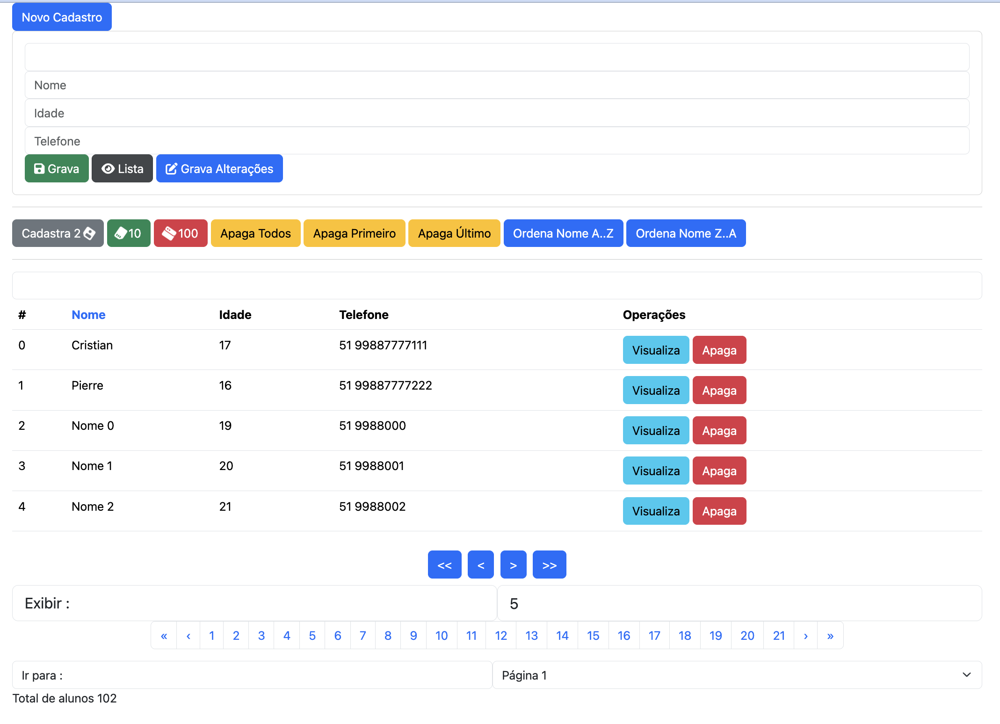 Novo Cadastro
Nome
Idade
Telefone
Grava Lista Grava Alterações
Cadastra 2 10 100 Apaga Todos Apaga Primeiro Apaga Último Ordena Nome A..Z Ordena Nome Z..A
# Nome Idade Telefone Operações
0 Cristian 17 51 99887777111 Visualiza Apaga
1 Pierre 16 51 99887777222 Visualiza Apaga
2 Nome 0 19 51 9988000 Visualiza Apaga
3 Nome 1 20 51 9988001 Visualiza Apaga
4 Nome 2 21 51 9988002 Visualiza Apaga
<< < > >>
Exibir : 5
« ‹ 1 2 3 4 5 6 7 8 9 10 11 12 13 14 15 16 17 18 19 20 21 › »
Ir para : Página 1
Total de alunos 102